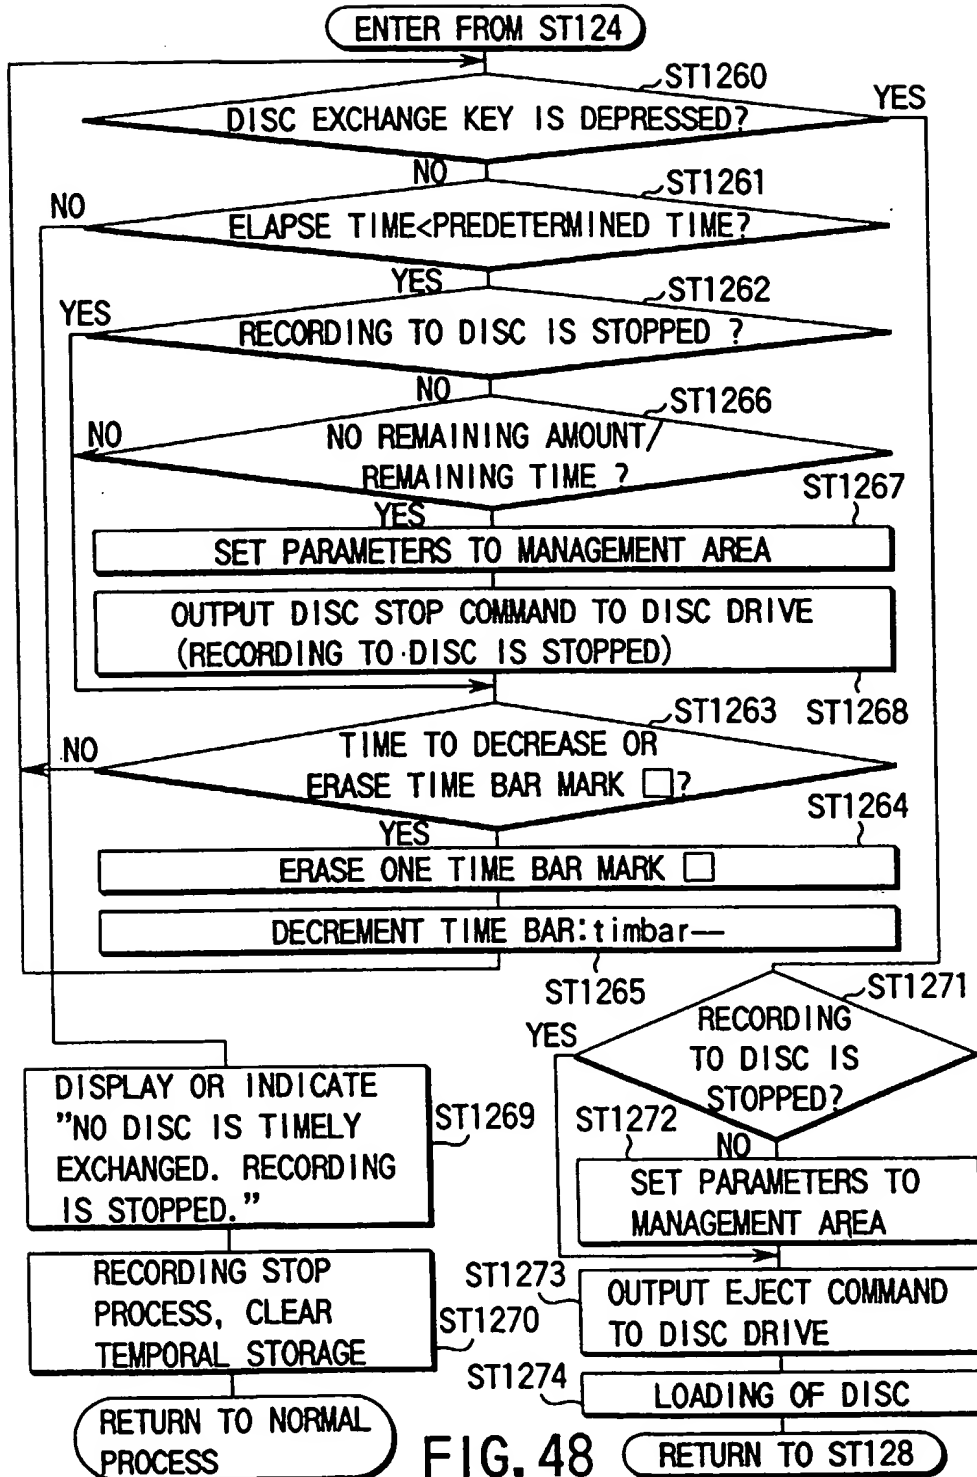 ENTER FROM ST124
ST1260
DISC EXCHANGE KEY IS DEPRESSED?
YES
NO
ST1261
NO
ELAPSE TIME<PREDETERMINED TIME?
YES
ST1262
YES
RECORDING TO DISC IS STOPPED ?
NO
ST1266
NO
NO REMAINING AMOUNT/
REMAINING TIME ?
YES
ST1267
SET PARAMETERS TO MANAGEMENT AREA
OUTPUT DISC STOP COMMAND TO DISC DRIVE
(RECORDING TO DISC IS STOPPED)
ST1268
ST1263
NO
TIME TO DECREASE OR
ERASE TIME BAR MARK □?
YES
ST1264
ERASE ONE TIME BAR MARK □
DECREMENT TIME BAR:timbar--
ST1265
ST1271
YES
RECORDING
TO DISC IS
STOPPED?
NO
ST1272
SET PARAMETERS TO
MANAGEMENT AREA
DISPLAY OR INDICATE
"NO DISC IS TIMELY
EXCHANGED. RECORDING
IS STOPPED."
ST1269
RECORDING STOP
PROCESS, CLEAR
TEMPORAL STORAGE
ST1270
ST1273
OUTPUT EJECT COMMAND
TO DISC DRIVE
ST1274
LOADING OF DISC
RETURN TO NORMAL
PROCESS
FIG. 48
RETURN TO ST128